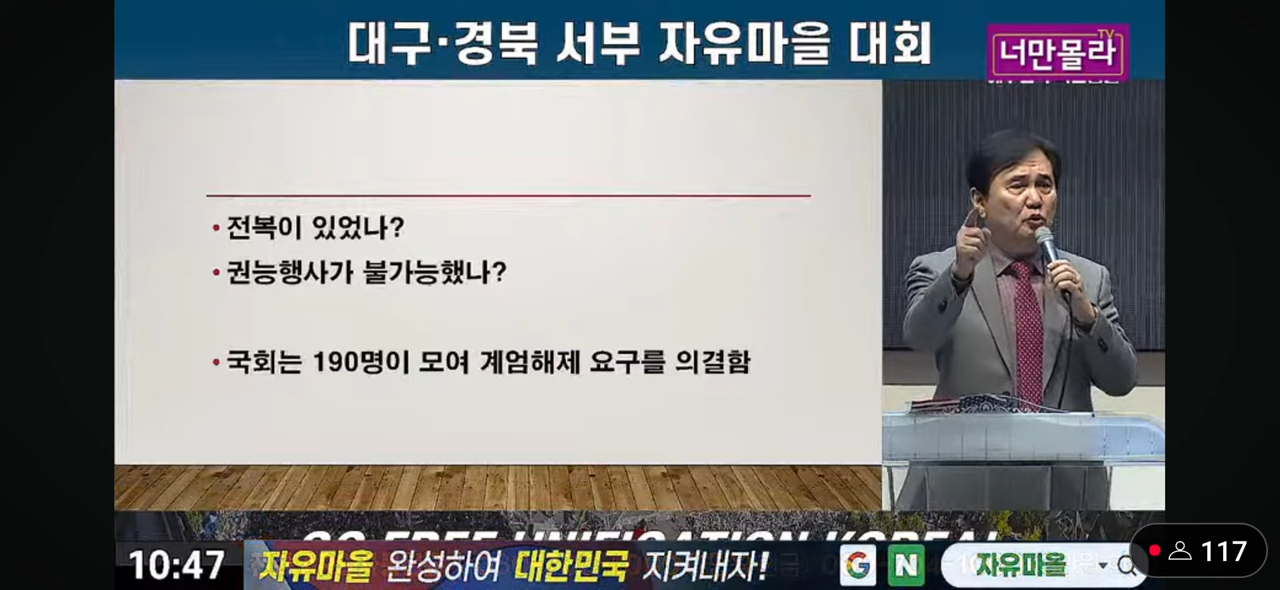 대구·경북 서부 자유마을 대회
너만몰라
TV
• 전복이 있었나?
• 권능행사가 불가능했나?
• 국회는 190명이 모여 계엄해제 요구를 의결함
GO FREE UNIFICATION KOREA!
10:47
자유마을 완성하여 대한민국 지켜내자!
G N 자유마을
117